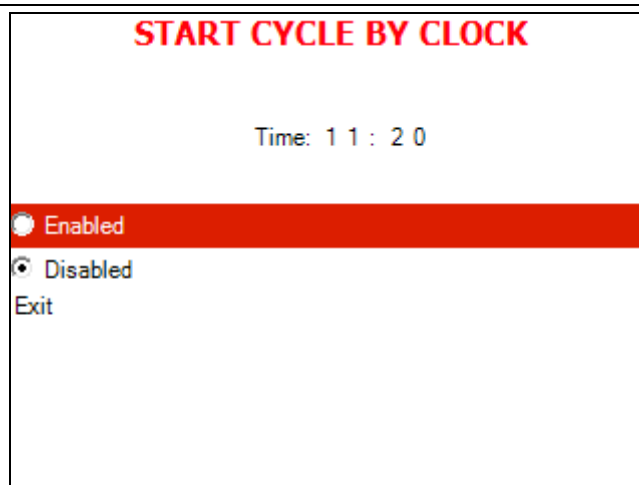 START CYCLE BY CLOCK
Time: 1 1 : 2 0
Enabled
Disabled
Exit